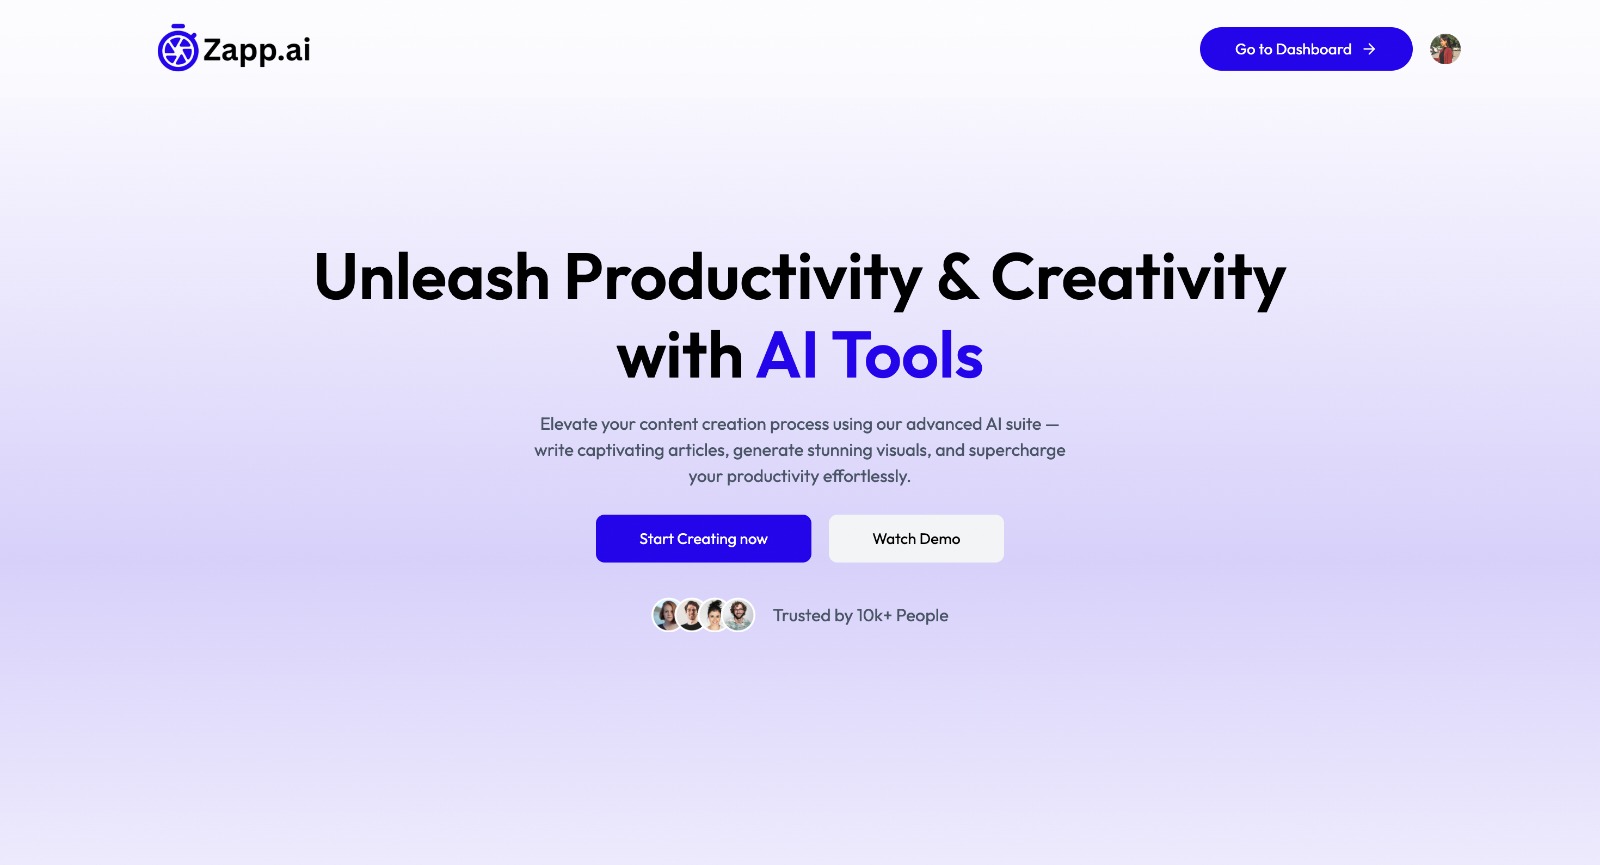 Zapp.ai
Go to Dashboard →
Unleash Productivity & Creativity
with AI Tools
Elevate your content creation process using our advanced AI suite —
write captivating articles, generate stunning visuals, and supercharge
your productivity effortlessly.
Start Creating now
Watch Demo
Trusted by 10k+ People